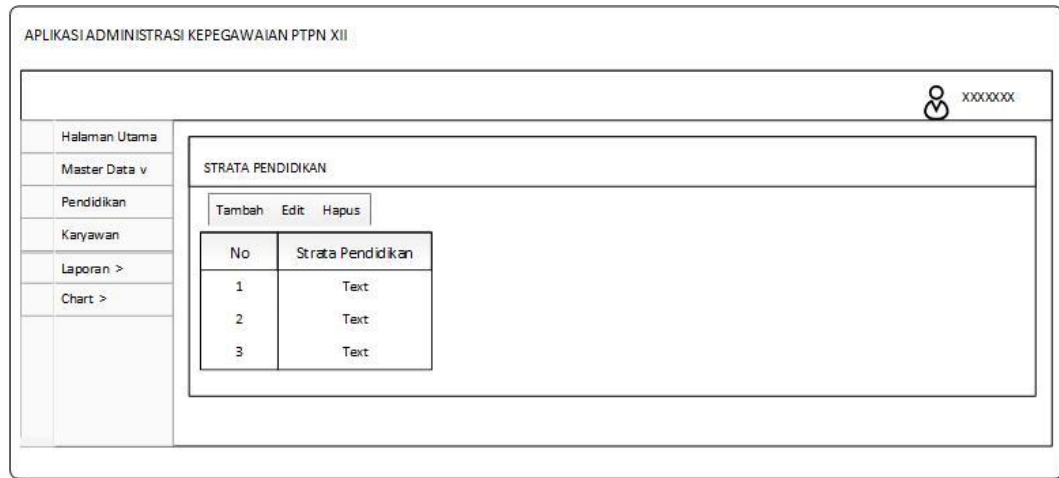 APLIKASI ADMINISTRASI KEPEGAWAIAN PTPN XII
XXXXXXX
Halaman Utama
Master Data v
Pendidikan
Karyawan
Laporan >
Chart >
STRATA PENDIDIKAN
Tambah Edit Hapus
No Strata Pendidikan
1 Text
2 Text
3 Text